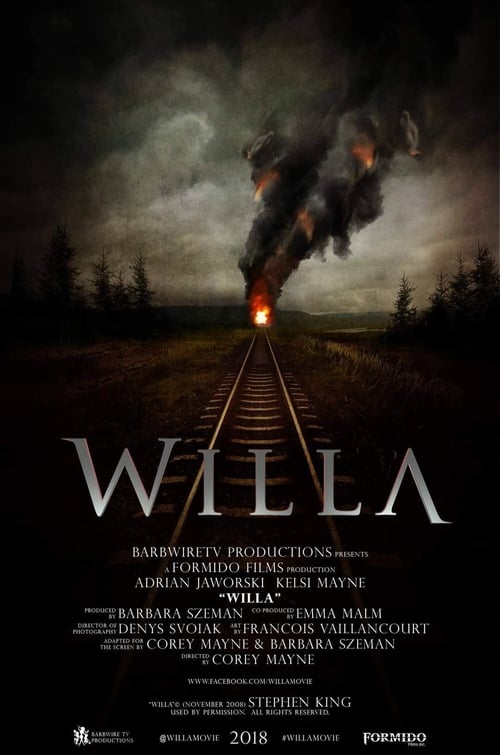 WILLA
BARBWIRETV PRODUCTIONS PRESENTS
A FORMIDO FILMS PRODUCTION
ADRIAN JAWORSKI KELSI MAYNE
"WILLA"
PRODUCED BY BARBARA SZEMAN CO-PRODUCED BY EMMA MALM
DIRECTOR OF PHOTOGRAPHY DENYS SVOIAK ART BY FRANCOIS VAILLANCOURT
ADAPTED FOR THE SCREEN BY COREY MAYNE & BARBARA SZEMAN
DIRECTED BY COREY MAYNE
WWW.FACEBOOK.COM/WILLAMOVIE
"WILLA"© (NOVEMBER 2008) STEPHEN KING
USED BY PERMISSION. ALL RIGHTS RESERVED.
BARBWIRE TV PRODUCTIONS @WILLAMOVIE 2018 #WILLAMOVIE FORMIDO FILMS INC.